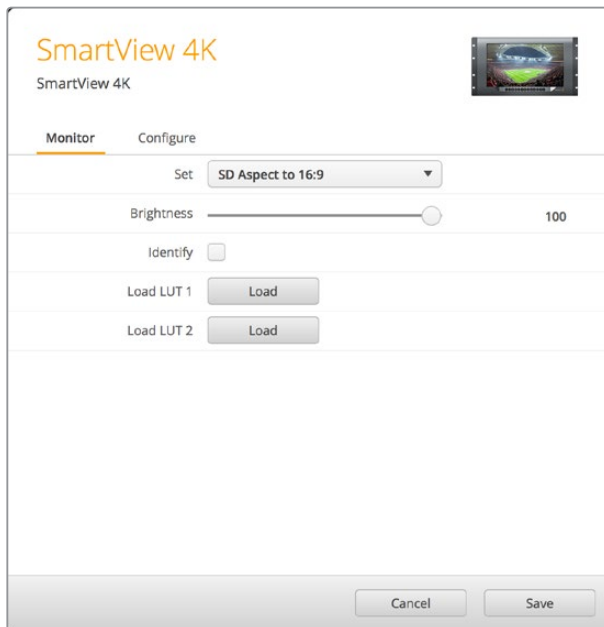 SmartView 4K
SmartView 4K
Monitor Configure
Set SD Aspect to 16:9
Brightness 100
Identify
Load LUT 1 Load
Load LUT 2 Load
Cancel Save